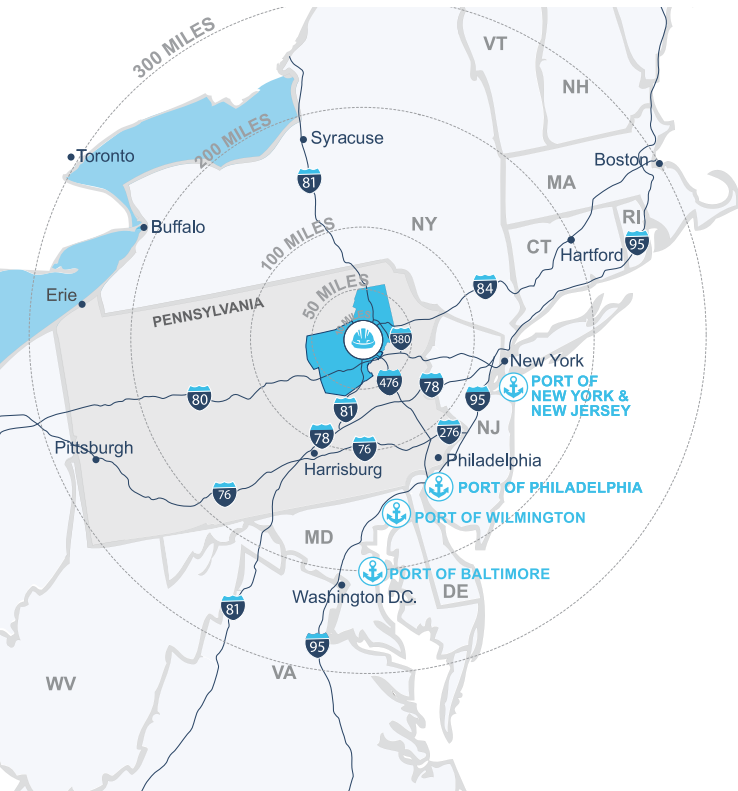 300 MILES
VT
NH
200 MILES
Syracuse
Toronto
Boston
81
MA
Buffalo
NY
RI
100 MILES
CT
95
Hartford
50 MILES
84
Erie
PENNSYLVANIA
380
New York
476
78
PORT OF
NEW YORK &
NEW JERSEY
80
81
95
78
276
NJ
Pittsburgh
76
Harrisburg
Philadelphia
76
PORT OF PHILADELPHIA
PORT OF WILMINGTON
MD
PORT OF BALTIMORE
DE
Washington D.C.
81
95
VA
WV